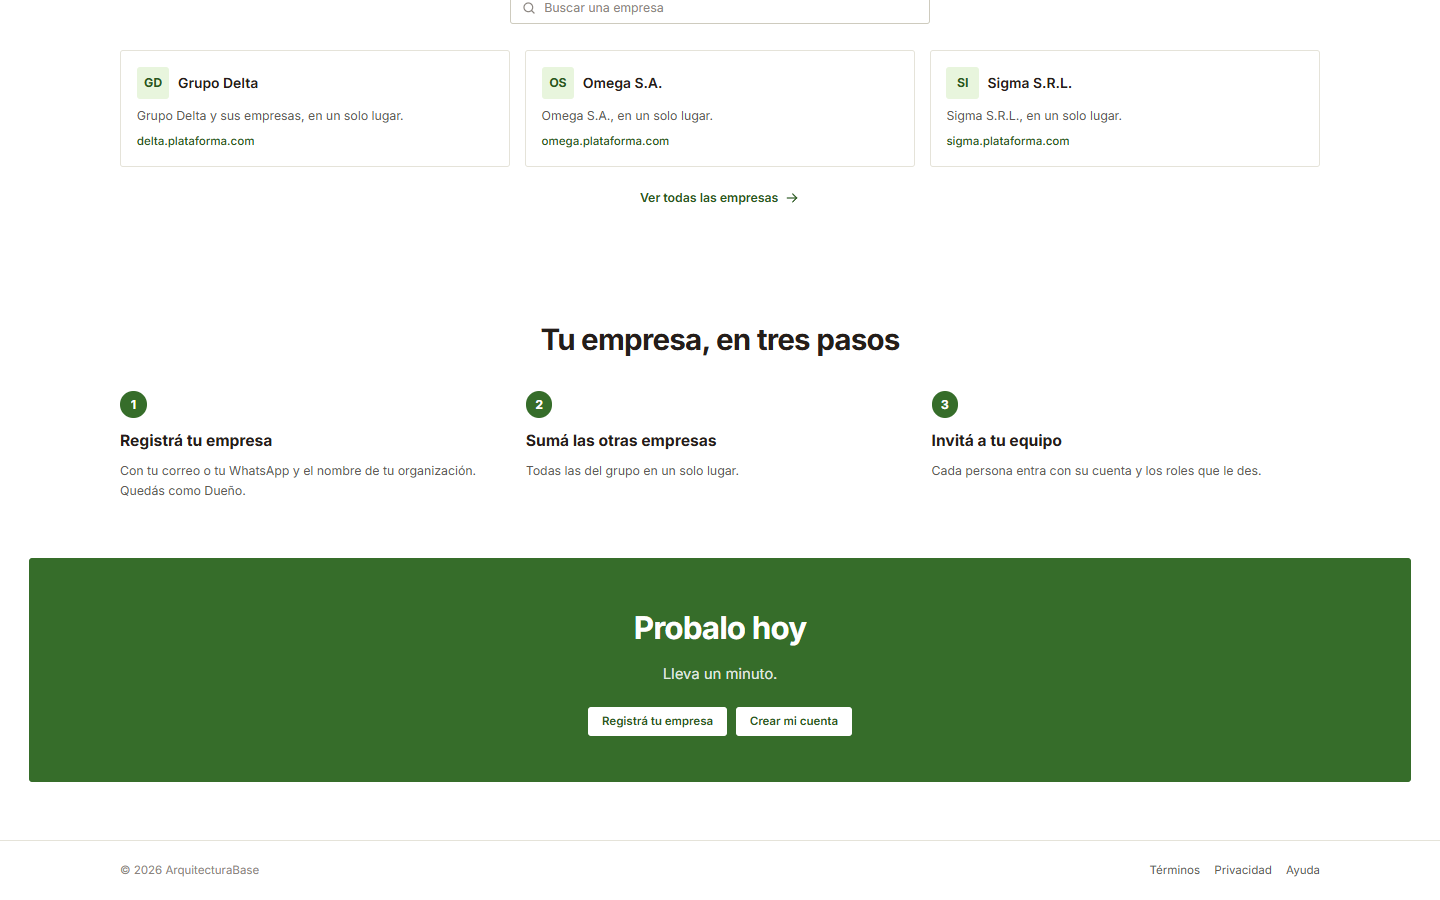 Buscar una empresa
GD Grupo Delta
Grupo Delta y sus empresas, en un solo lugar.
delta.plataforma.com
OS Omega S.A.
Omega S.A., en un solo lugar.
omega.plataforma.com
SI Sigma S.R.L.
Sigma S.R.L., en un solo lugar.
sigma.plataforma.com
Ver todas las empresas →
Tu empresa, en tres pasos
1
Registrá tu empresa
Con tu correo o tu WhatsApp y el nombre de tu organización.
Quedás como Dueño.
2
Sumá las otras empresas
Todas las del grupo en un solo lugar.
3
Invitá a tu equipo
Cada persona entra con su cuenta y los roles que le des.
Probalo hoy
Lleva un minuto.
Registrá tu empresa
Crear mi cuenta
© 2026 ArquitecturaBase
Términos Privacidad Ayuda